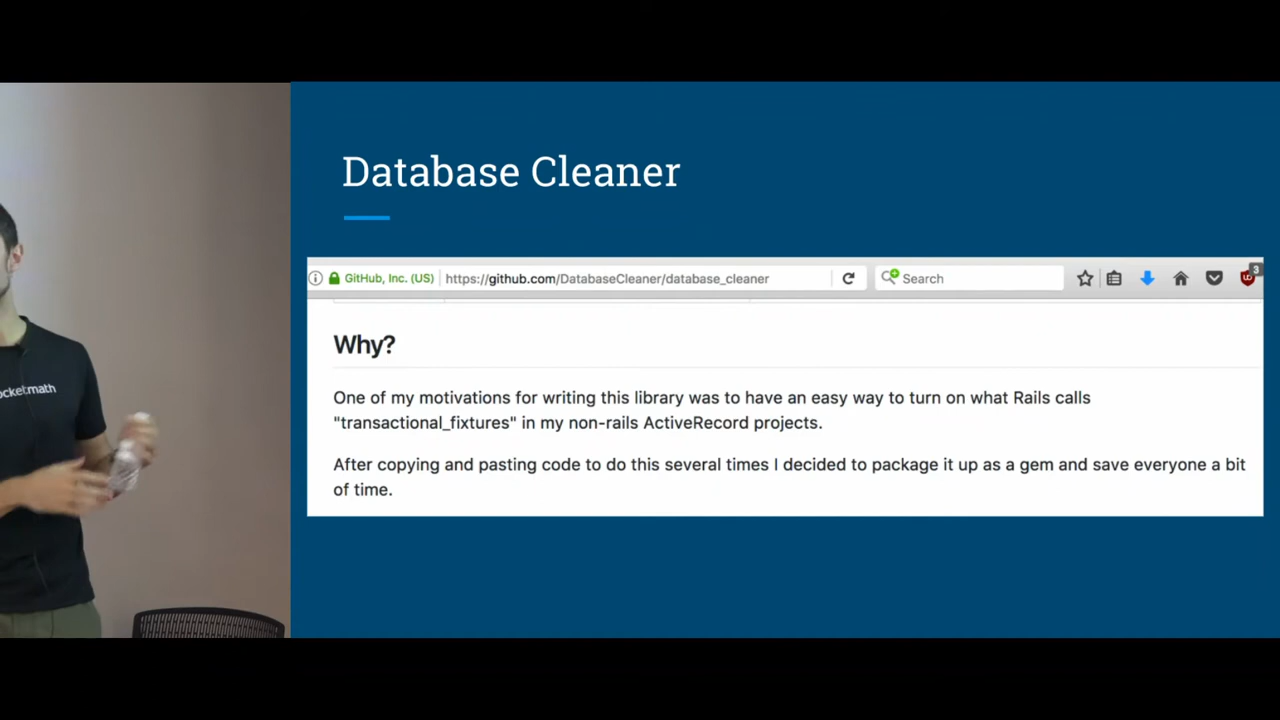 Database Cleaner
GitHub, Inc. (US)
https://github.com/DatabaseCleaner/database_cleaner
Search
3
Why?
One of my motivations for writing this library was to have an easy way to turn on what Rails calls
"transactional_fixtures" in my non-rails ActiveRecord projects.
After copying and pasting code to do this several times I decided to package it up as a gem and save everyone a bit
of time.